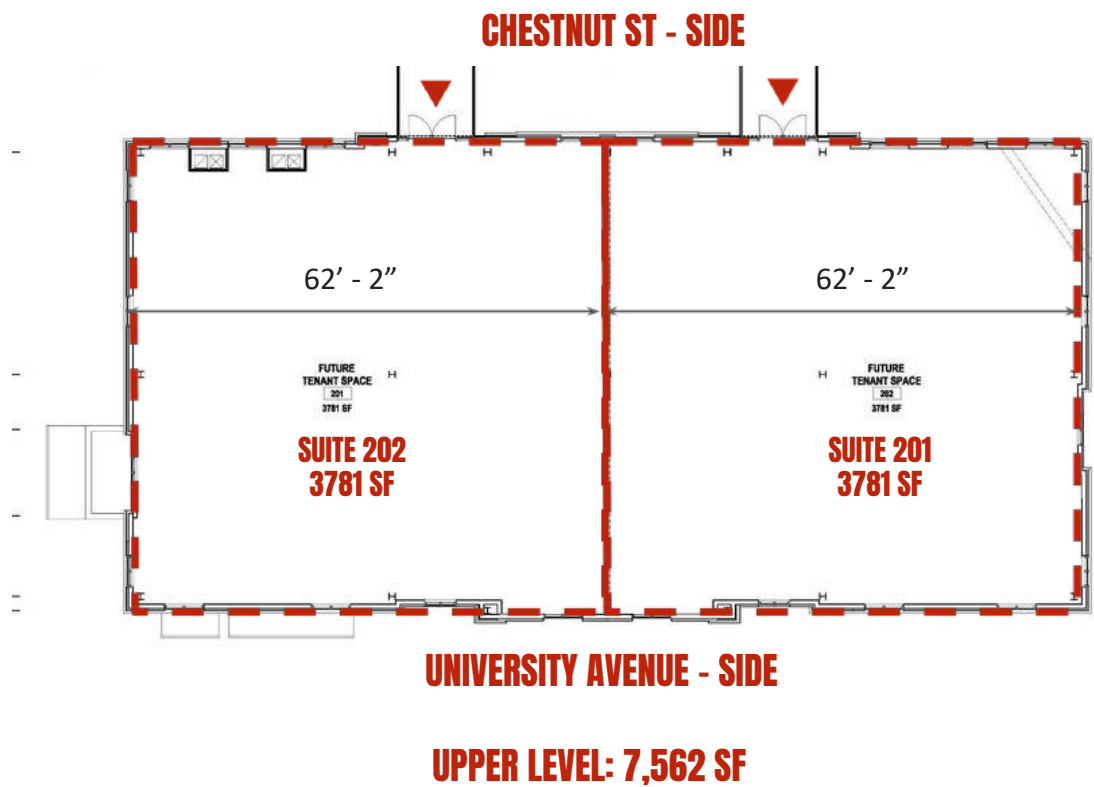 CHESTNUT ST - SIDE
62’ - 2”
62’ - 2”
FUTURE
TENANT SPACE
201
3781 SF
SUITE 202
3781 SF
FUTURE
TENANT SPACE
202
3781 SF
SUITE 201
3781 SF
UNIVERSITY AVENUE - SIDE
UPPER LEVEL: 7,562 SF